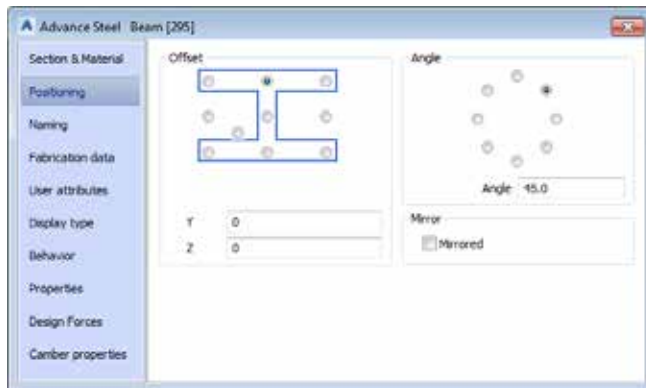 Advance Steel Beam [295]
Section & Material
Positioning
Naming
Fabrication data
User attributes
Display type
Behavior
Properties
Design Forces
Camber properties
Offset
Y 0
Z 0
Angle
Angle 45.0
Mirror
Mirrored